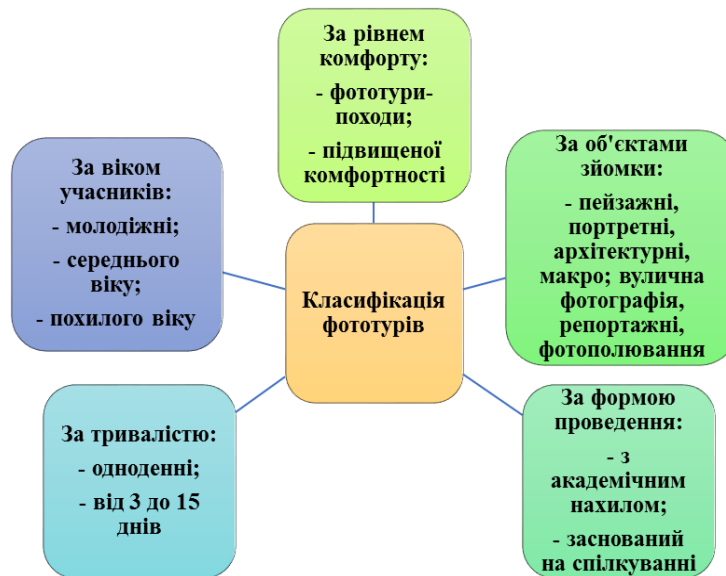 За рівнем
комфорту:
- фототури-
походи;
- підвищеної
комфортності
За віком
учасників:
- молодіжні;
- середнього
віку;
- похилого віку
За об'єктами
зйомки:
- пейзажні,
портретні,
архітектурні,
макро; вулична
фотографія,
репортажні,
фотополювання
Класифікація
фототурів
За тривалістю:
- одноденні;
- від 3 до 15
днів
За формою
проведення:
- з
академічним
нахилом;
- заснований
на спілкуванні